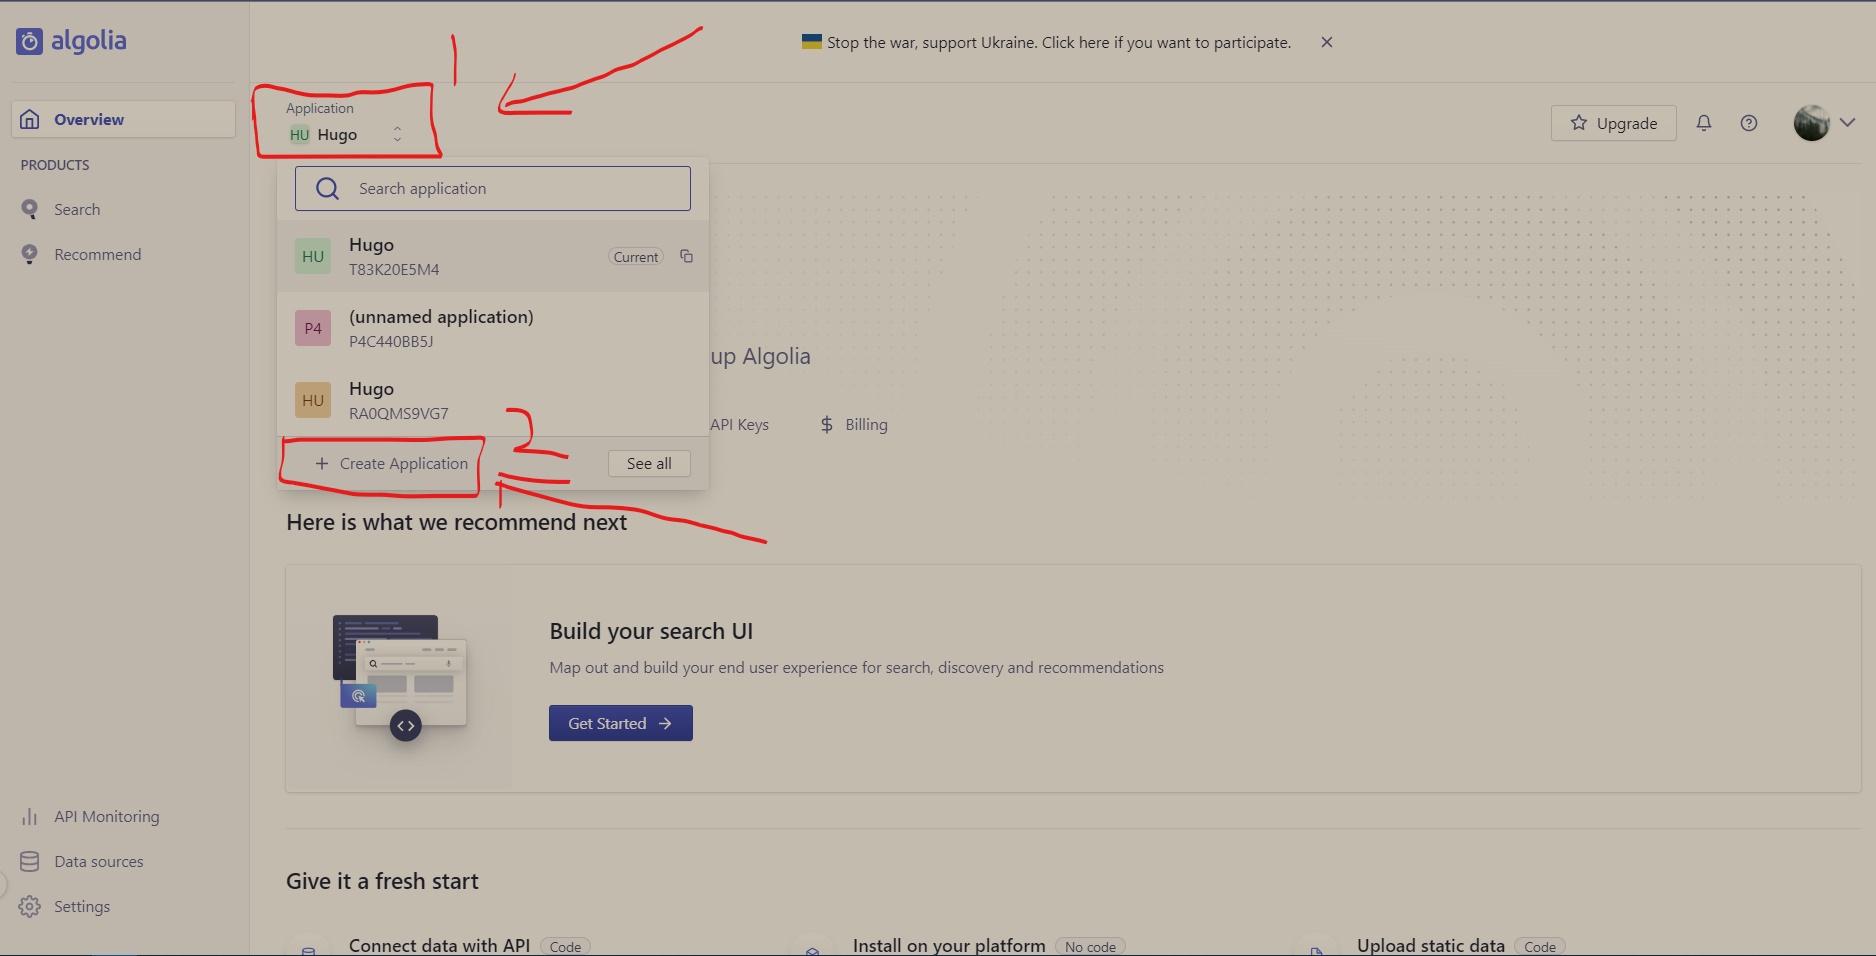 algolia
Stop the war, support Ukraine. Click here if you want to participate.
1
Overview
Application
HU Hugo
Upgrade
PRODUCTS
Search
Recommend
Search application
HU Hugo
T83K20E5M4
Current
P4 (unnamed application)
P4C440BB5J
HU Hugo
RA0QMS9VG7
2
+ Create Application
See all
up Algolia
API Keys
$ Billing
Here is what we recommend next
Build your search UI
Map out and build your end user experience for search, discovery and recommendations
Get Started →
API Monitoring
Data sources
Settings
Give it a fresh start
Connect data with API Code
Install on your platform No code
Upload static data Code